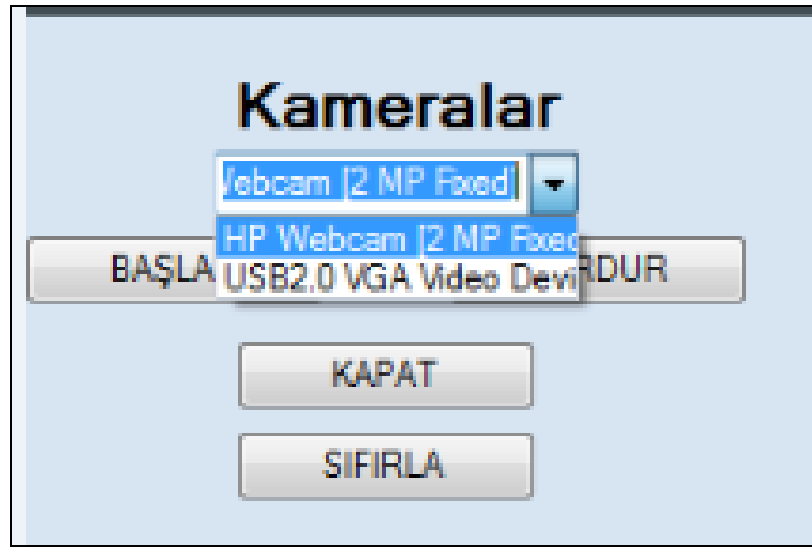 Kameralar
Webcam [2 MP Fixed]
HP Webcam [2 MP Fixed
BAŞLA RDUR
USB2.0 VGA Video Devi
KAPAT
SIFIRLA